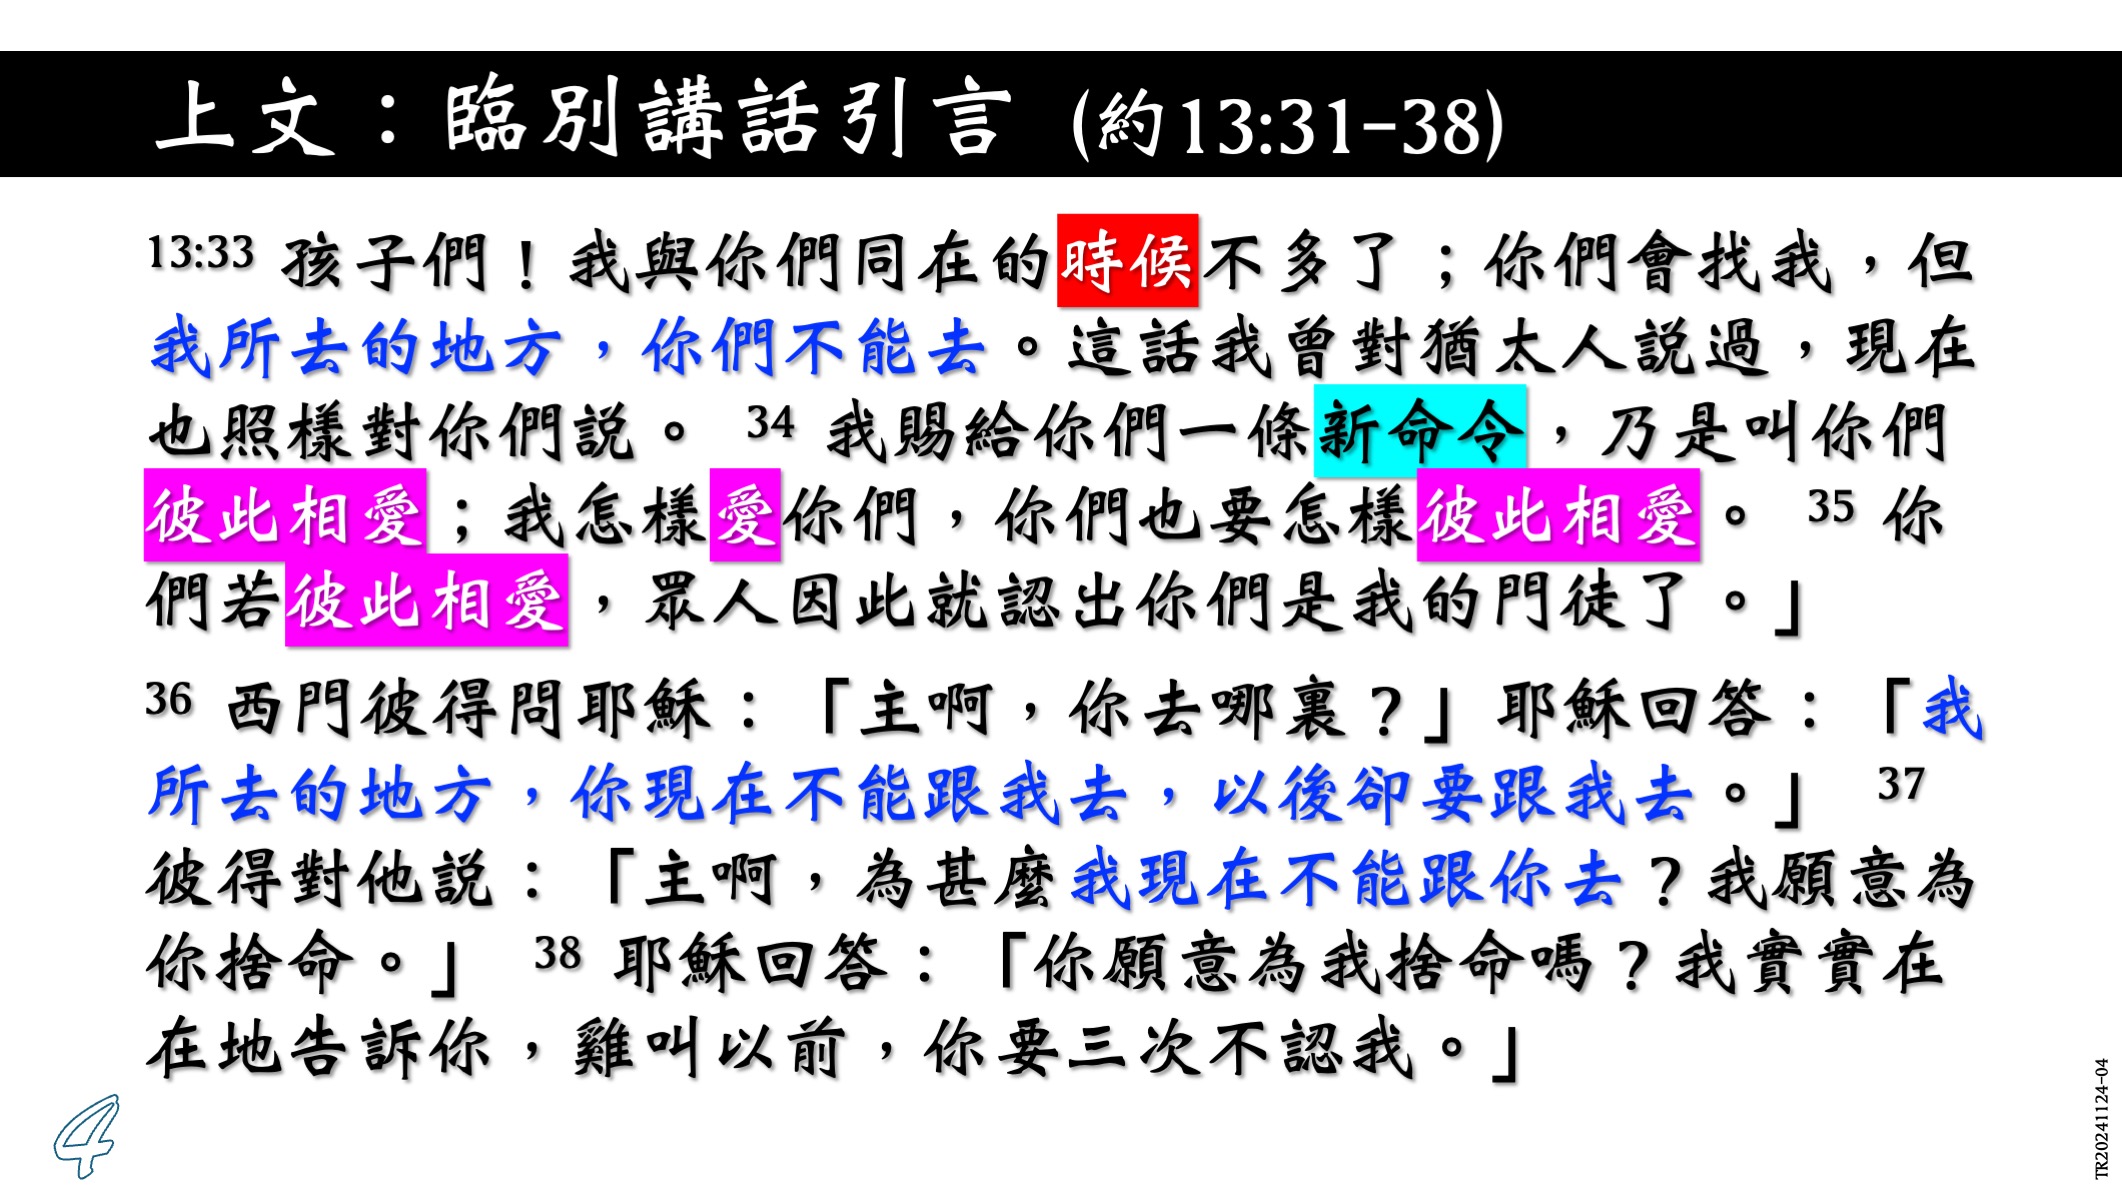 上文：臨別講話引言 (約13:31-38)
13:33 孩子們！我與你們同在的時候不多了；你們會找我，但
我所去的地方，你們不能去。這話我曾對猶太人説過，現在
也照樣對你們説。 34 我賜給你們一條新命令，乃是叫你們
彼此相愛；我怎樣愛你們，你們也要怎樣彼此相愛。 35 你
們若彼此相愛，眾人因此就認出你們是我的門徒了。」
36 西門彼得問耶穌：「主啊，你去哪裏？」耶穌回答：「我
所去的地方，你現在不能跟我去，以後卻要跟我去。」 37
彼得對他説：「主啊，為甚麼我現在不能跟你去？我願意為
你捨命。」 38 耶穌回答：「你願意為我捨命嗎？我實實在
在地告訴你，雞叫以前，你要三次不認我。」
4
TR20241124-04